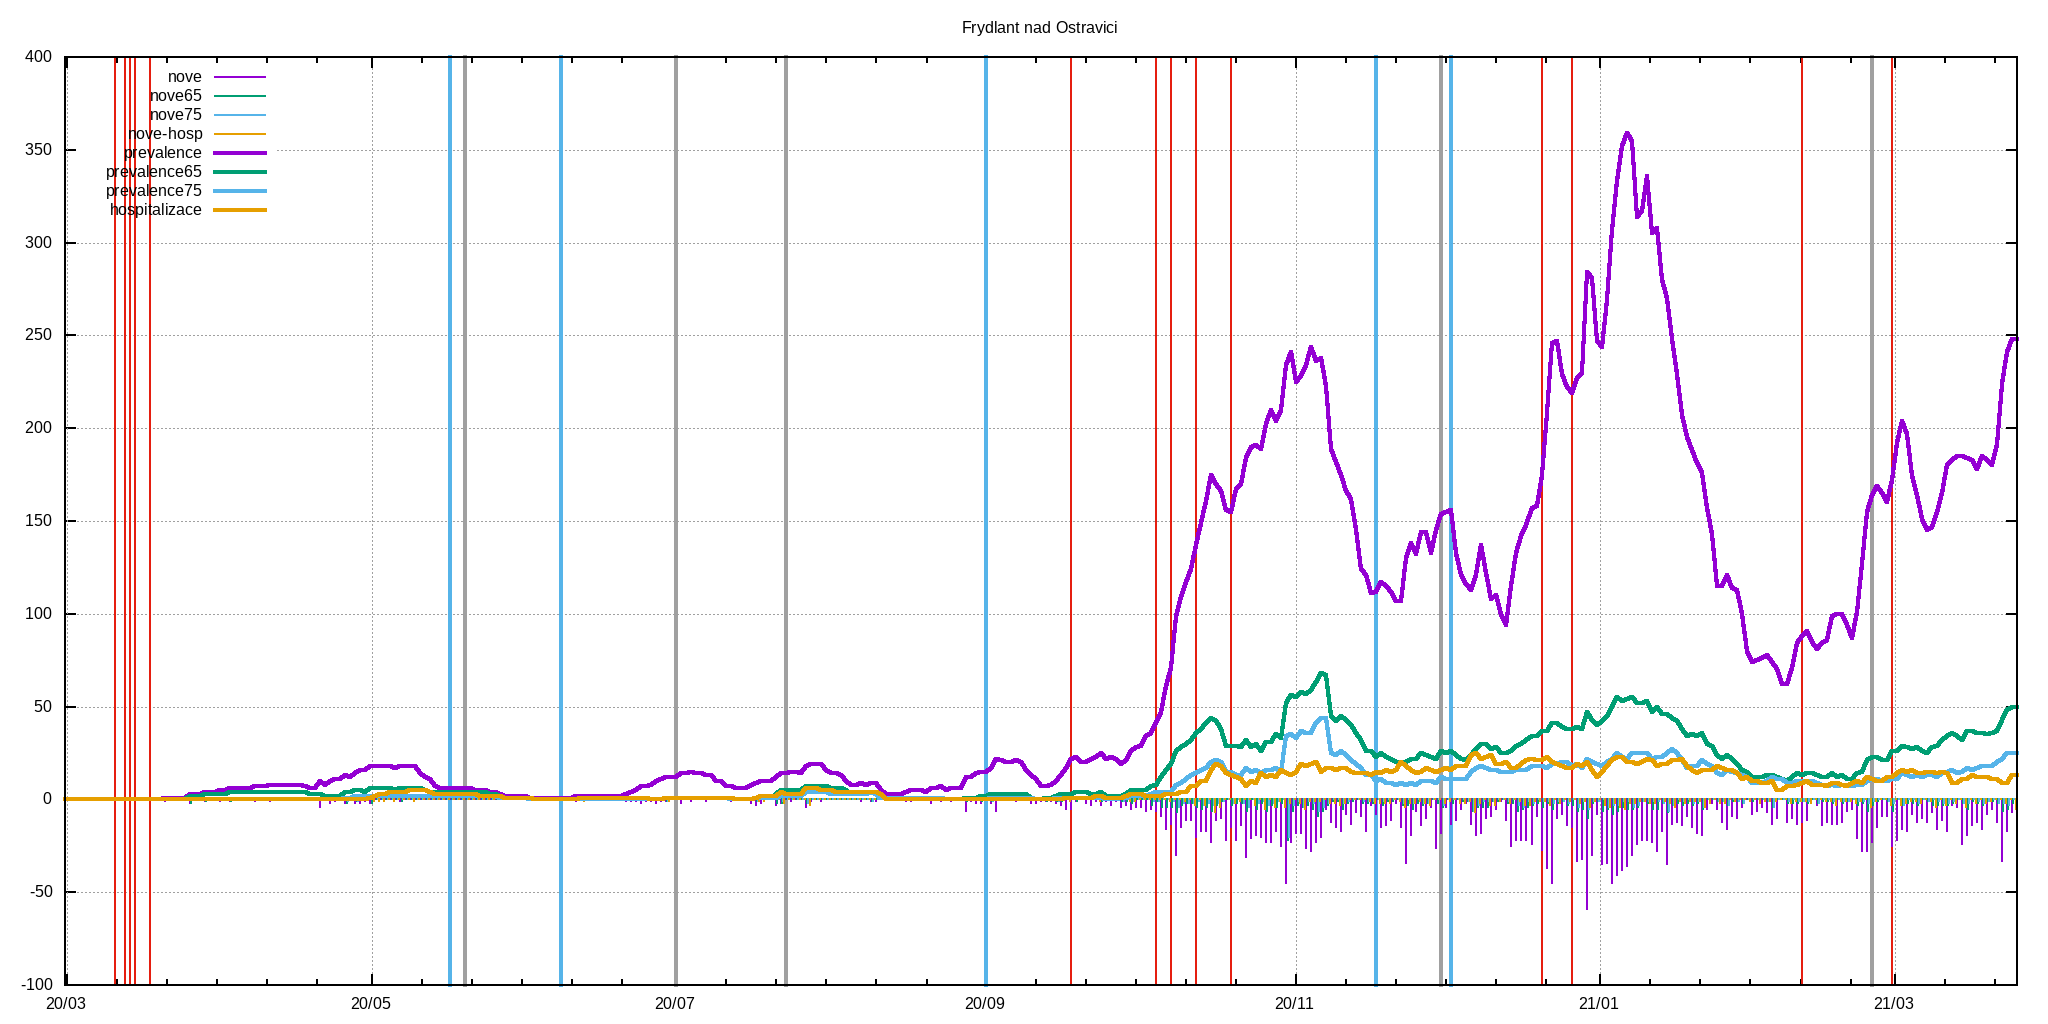 Frydlant nad Ostravici
400
350
300
250
200
150
100
50
0
-50
-100
nove
nove65
nove75
nove-hosp
prevalence
prevalence65
prevalence75
hospitalizace
20/03 20/05 20/07 20/09 20/11 21/01 21/03